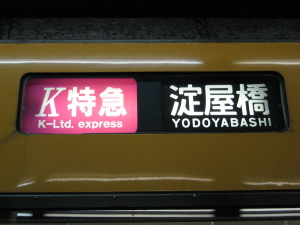 K特急
K-Ltd. express
淀屋橋
YODOYABASHI